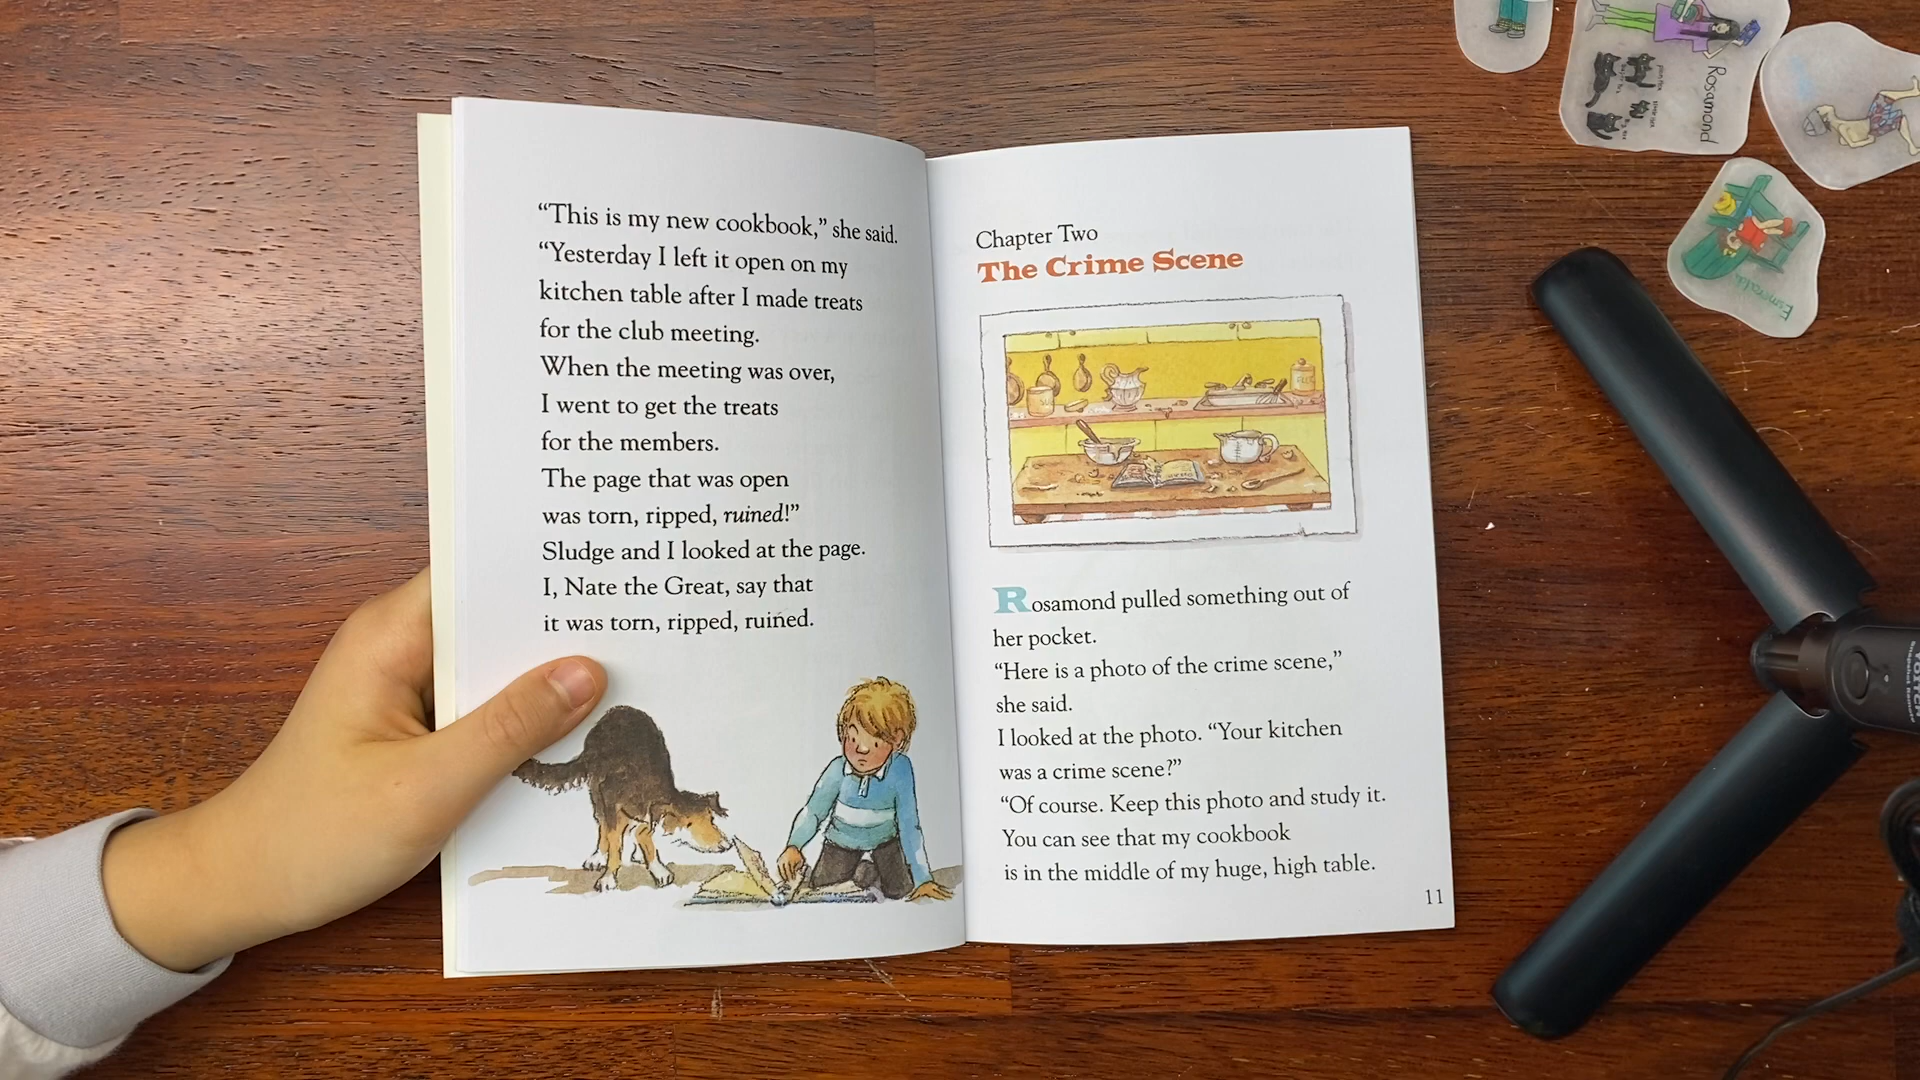 “This is my new cookbook,” she said.
“Yesterday I left it open on my
kitchen table after I made treats
for the club meeting.
When the meeting was over,
I went to get the treats
for the members.
The page that was open
was torn, ripped, ruined!”
Sludge and I looked at the page.
I, Nate the Great, say that
it was torn, ripped, ruined.
Chapter Two
The Crime Scene
Rosamond pulled something out of
her pocket.
“Here is a photo of the crime scene,”
she said.
I looked at the photo. “Your kitchen
was a crime scene?”
“Of course. Keep this photo and study it.
You can see that my cookbook
is in the middle of my huge, high table.
11
Rosamond
Esmeralda